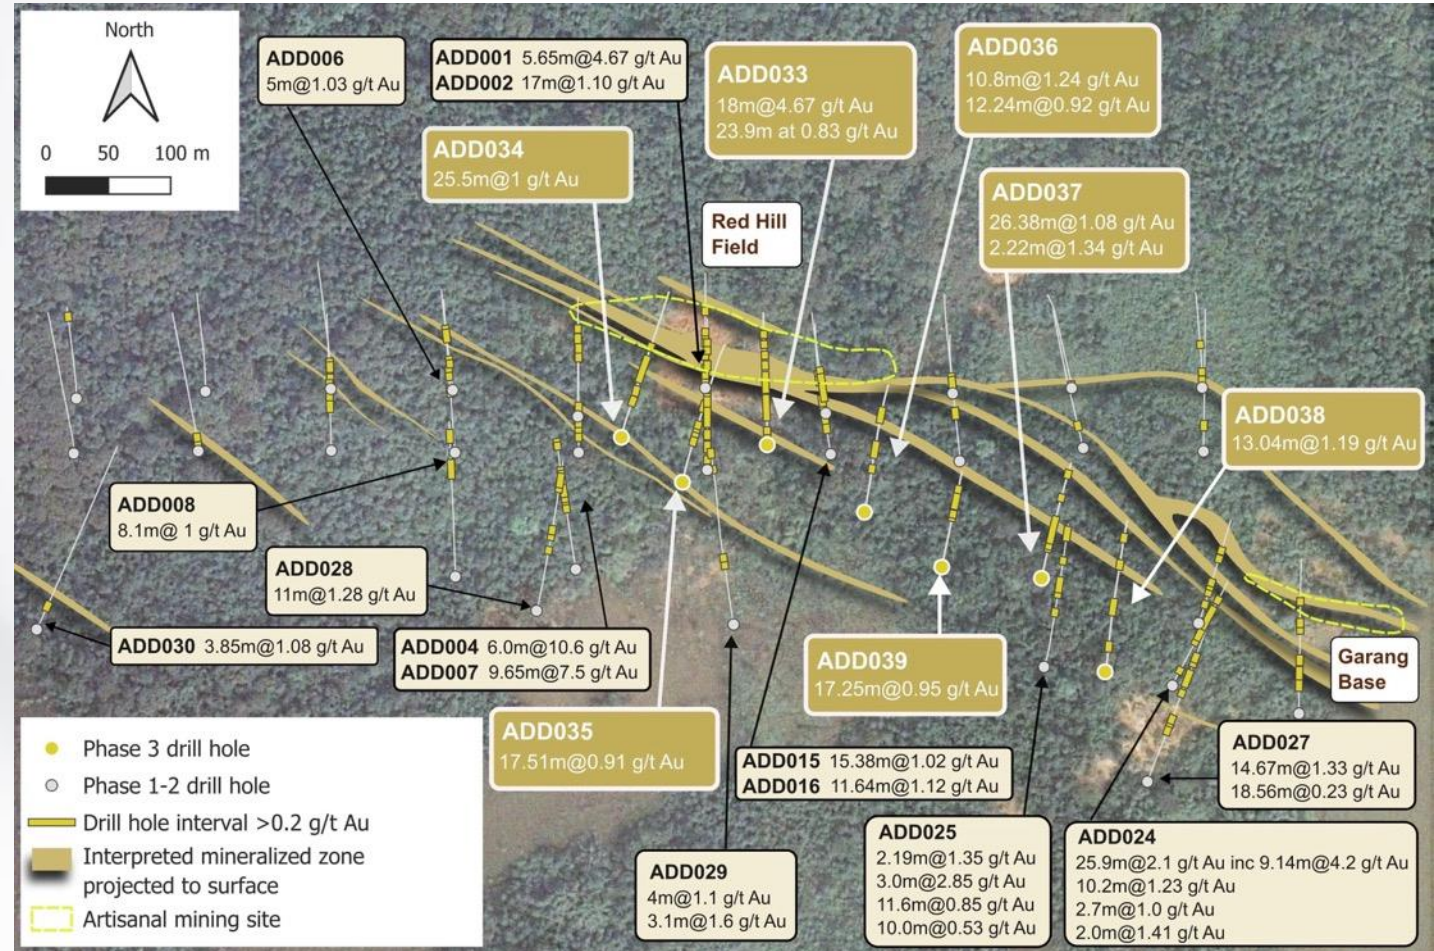 North
0 50 100 m
ADD006
5m@1.03 g/t Au
ADD001 5.65m@4.67 g/t Au
ADD002 17m@1.10 g/t Au
ADD033
18m@4.67 g/t Au
23.9m at 0.83 g/t Au
ADD036
10.8m@1.24 g/t Au
12.24m@0.92 g/t Au
ADD034
25.5m@1 g/t Au
ADD037
26.38m@1.08 g/t Au
2.22m@1.34 g/t Au
Red Hill
Field
ADD038
13.04m@1.19 g/t Au
ADD008
8.1m@ 1 g/t Au
ADD028
11m@1.28 g/t Au
ADD030 3.85m@1.08 g/t Au
ADD004 6.0m@10.6 g/t Au
ADD007 9.65m@7.5 g/t Au
ADD039
17.25m@0.95 g/t Au
Garang
Base
ADD035
17.51m@0.91 g/t Au
ADD015 15.38m@1.02 g/t Au
ADD016 11.64m@1.12 g/t Au
ADD027
14.67m@1.33 g/t Au
18.56m@0.23 g/t Au
ADD029
4m@1.1 g/t Au
3.1m@1.6 g/t Au
ADD025
2.19m@1.35 g/t Au
3.0m@2.85 g/t Au
11.6m@0.85 g/t Au
10.0m@0.53 g/t Au
ADD024
25.9m@2.1 g/t Au inc 9.14m@4.2 g/t Au
10.2m@1.23 g/t Au
2.7m@1.0 g/t Au
2.0m@1.41 g/t Au
Phase 3 drill hole
Phase 1-2 drill hole
Drill hole interval >0.2 g/t Au
Interpreted mineralized zone
projected to surface
Artisanal mining site